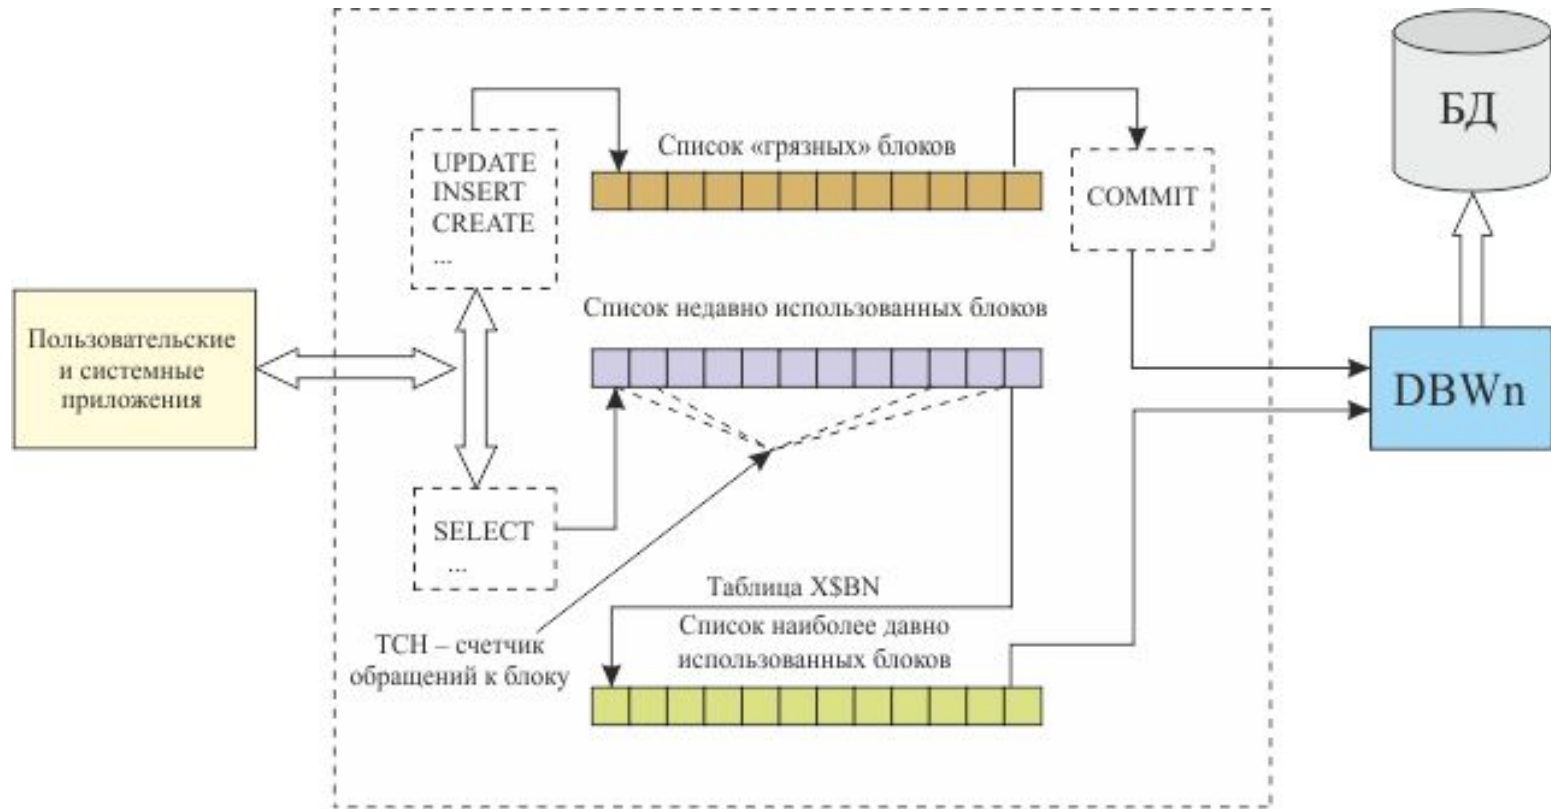 БД
UPDATE
INSERT
CREATE
...
Список «грязных» блоков
COMMIT
Список недавно использованных блоков
Пользовательские
и системные
приложения
DBWn
SELECT
...
Таблица X$BN
TCH – счетчик
обращений к блоку
Список наиболее давно
использованных блоков